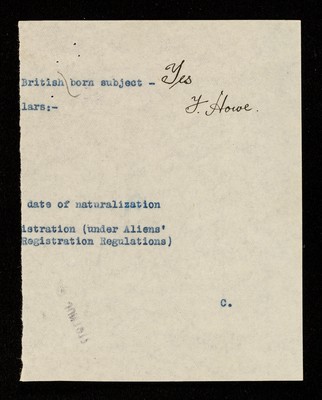 British born subject - Yes
lars:- F. Howe.
date of naturalization
istration (under Aliens'
Registration Regulations)
C.